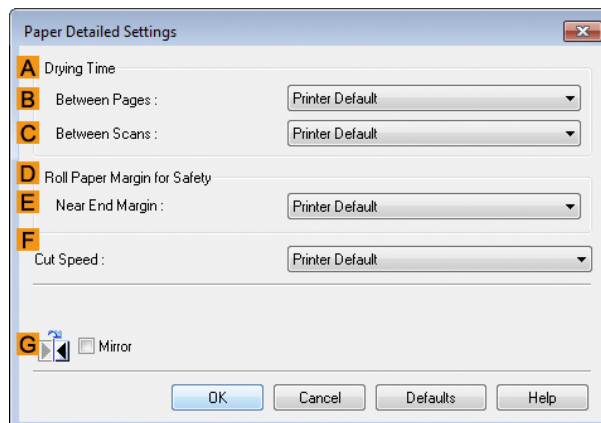 Paper Detailed Settings
A Drying Time
B Between Pages : Printer Default
C Between Scans : Printer Default
D Roll Paper Margin for Safety
E Near End Margin : Printer Default
F
Cut Speed : Printer Default
G Mirror
OK Cancel Defaults Help